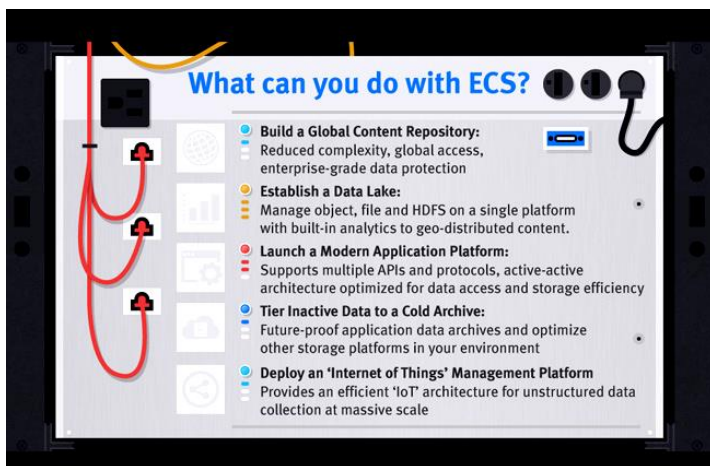 What can you do with ECS?
Build a Global Content Repository:
Reduced complexity, global access,
enterprise-grade data protection
Establish a Data Lake:
Manage object, file and HDFS on a single platform
with built-in analytics to geo-distributed content.
Launch a Modern Application Platform:
Supports multiple APIs and protocols, active-active
architecture optimized for data access and storage efficiency
Tier Inactive Data to a Cold Archive:
Future-proof application data archives and optimize
other storage platforms in your environment
Deploy an ‘Internet of Things’ Management Platform
Provides an efficient ‘IoT’ architecture for unstructured data
collection at massive scale